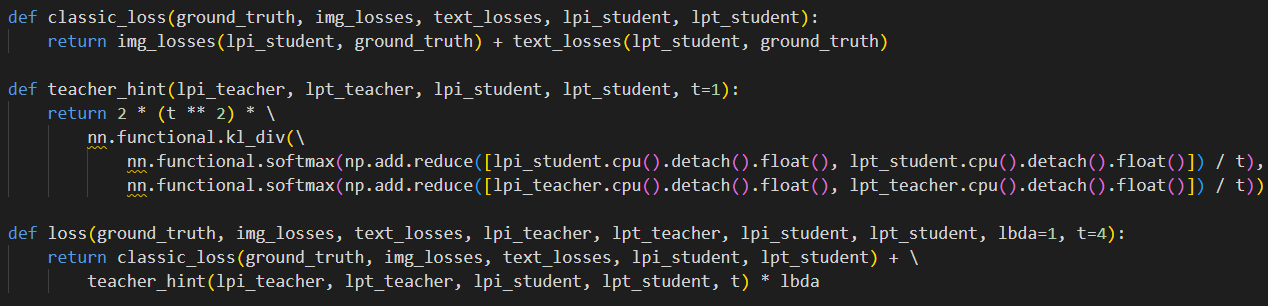 def classic_loss(ground_truth, img_losses, text_losses, lpi_student, lpt_student):
    return img_losses(lpi_student, ground_truth) + text_losses(lpt_student, ground_truth)

def teacher_hint(lpi_teacher, lpt_teacher, lpi_student, lpt_student, t=1):
    return 2 * (t ** 2) * \
        nn.functional.kl_div(\
            nn.functional.softmax(np.add.reduce([lpi_student.cpu().detach().float(), lpt_student.cpu().detach().float()]) / t),
            nn.functional.softmax(np.add.reduce([lpi_teacher.cpu().detach().float(), lpt_teacher.cpu().detach().float()]) / t))

def loss(ground_truth, img_losses, text_losses, lpi_teacher, lpt_teacher, lpi_student, lpt_student, lbda=1, t=4):
    return classic_loss(ground_truth, img_losses, text_losses, lpi_student, lpt_student) + \
        teacher_hint(lpi_teacher, lpt_teacher, lpi_student, lpt_student, t) * lbda